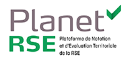 Planet
RSE
Plateforme de Notation
et d'Evaluation Territoriale
de la RSE